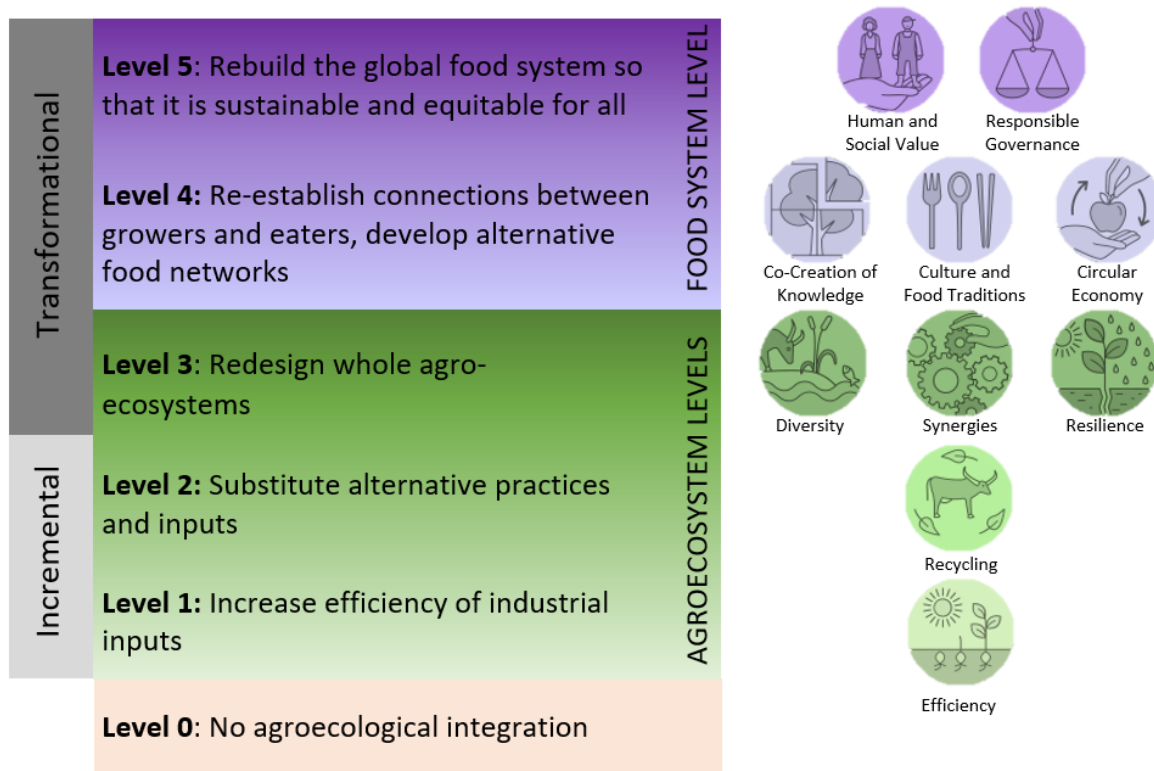 Transformational
Incremental
Level 5: Rebuild the global food system so
that it is sustainable and equitable for all
Level 4: Re-establish connections between
growers and eaters, develop alternative
food networks
FOOD SYSTEM LEVEL
Level 3: Redesign whole agro-
ecosystems
Level 2: Substitute alternative practices
and inputs
Level 1: Increase efficiency of industrial
inputs
AGROECOSYSTEM LEVELS
Level 0: No agroecological integration
Human and
Social Value
Responsible
Governance
Co-Creation of
Knowledge
Culture and
Food Traditions
Circular
Economy
Diversity
Synergies
Resilience
Recycling
Efficiency